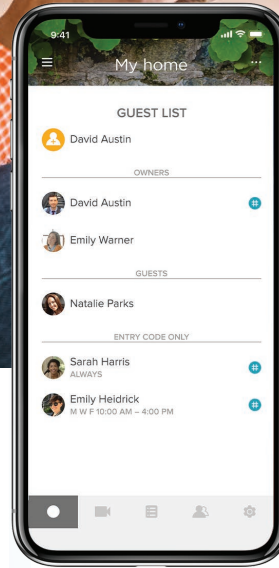 9:41
My home
GUEST LIST
David Austin
OWNERS
David Austin
Emily Warner
GUESTS
Natalie Parks
ENTRY CODE ONLY
Sarah Harris
ALWAYS
Emily Heidrick
M W F 10:00 AM – 4:00 PM